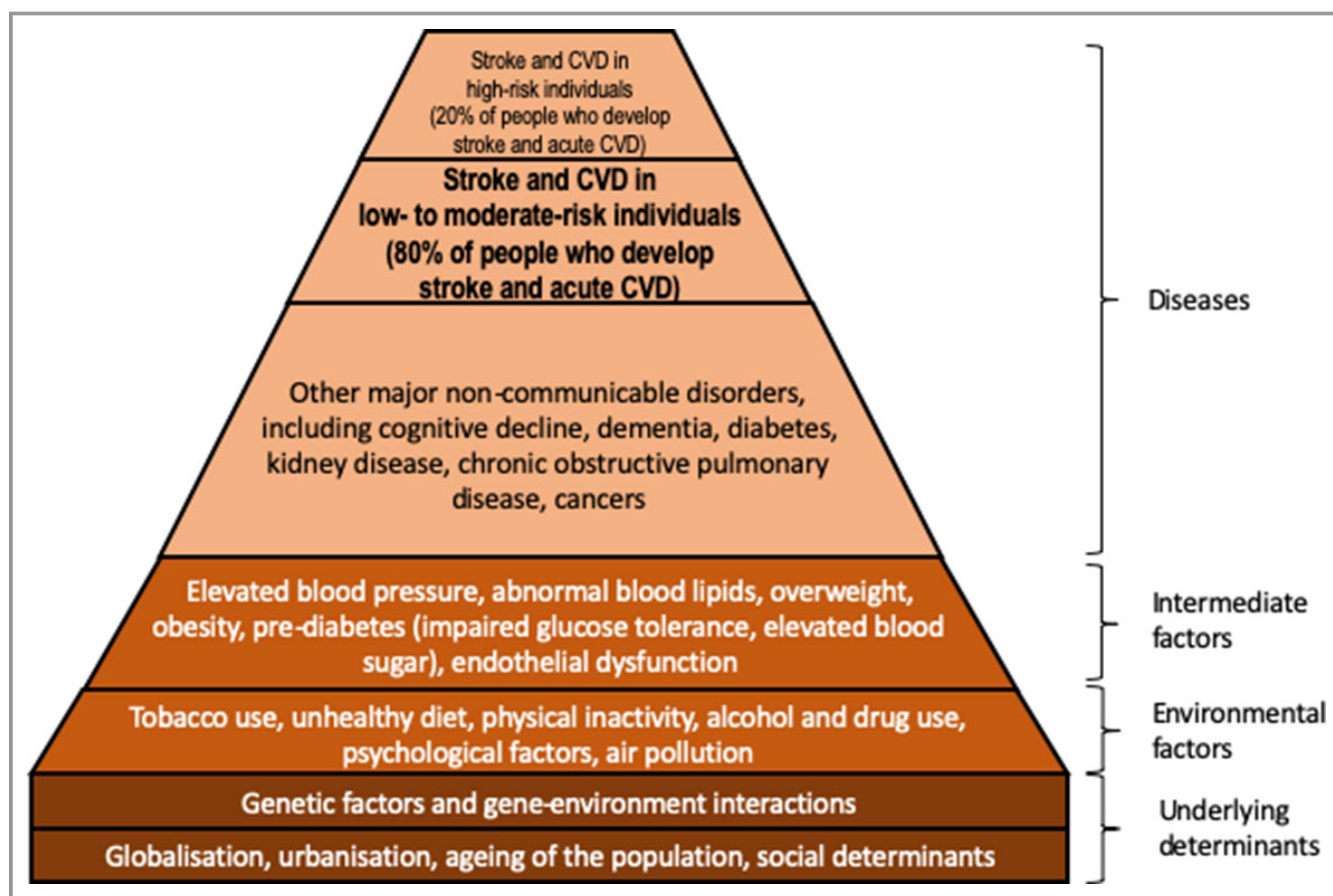 Stroke and CVD in
high-risk individuals
(20% of people who develop
stroke and acute CVD)
Stroke and CVD in
low- to moderate-risk individuals
(80% of people who develop
stroke and acute CVD)
Diseases
Other major non-communicable disorders,
including cognitive decline, dementia, diabetes,
kidney disease, chronic obstructive pulmonary
disease, cancers
Elevated blood pressure, abnormal blood lipids, overweight,
obesity, pre-diabetes (impaired glucose tolerance, elevated blood
sugar), endothelial dysfunction
Intermediate
factors
Tobacco use, unhealthy diet, physical inactivity, alcohol and drug use,
psychological factors, air pollution
Environmental
factors
Genetic factors and gene-environment interactions
Globalisation, urbanisation, ageing of the population, social determinants
Underlying
determinants